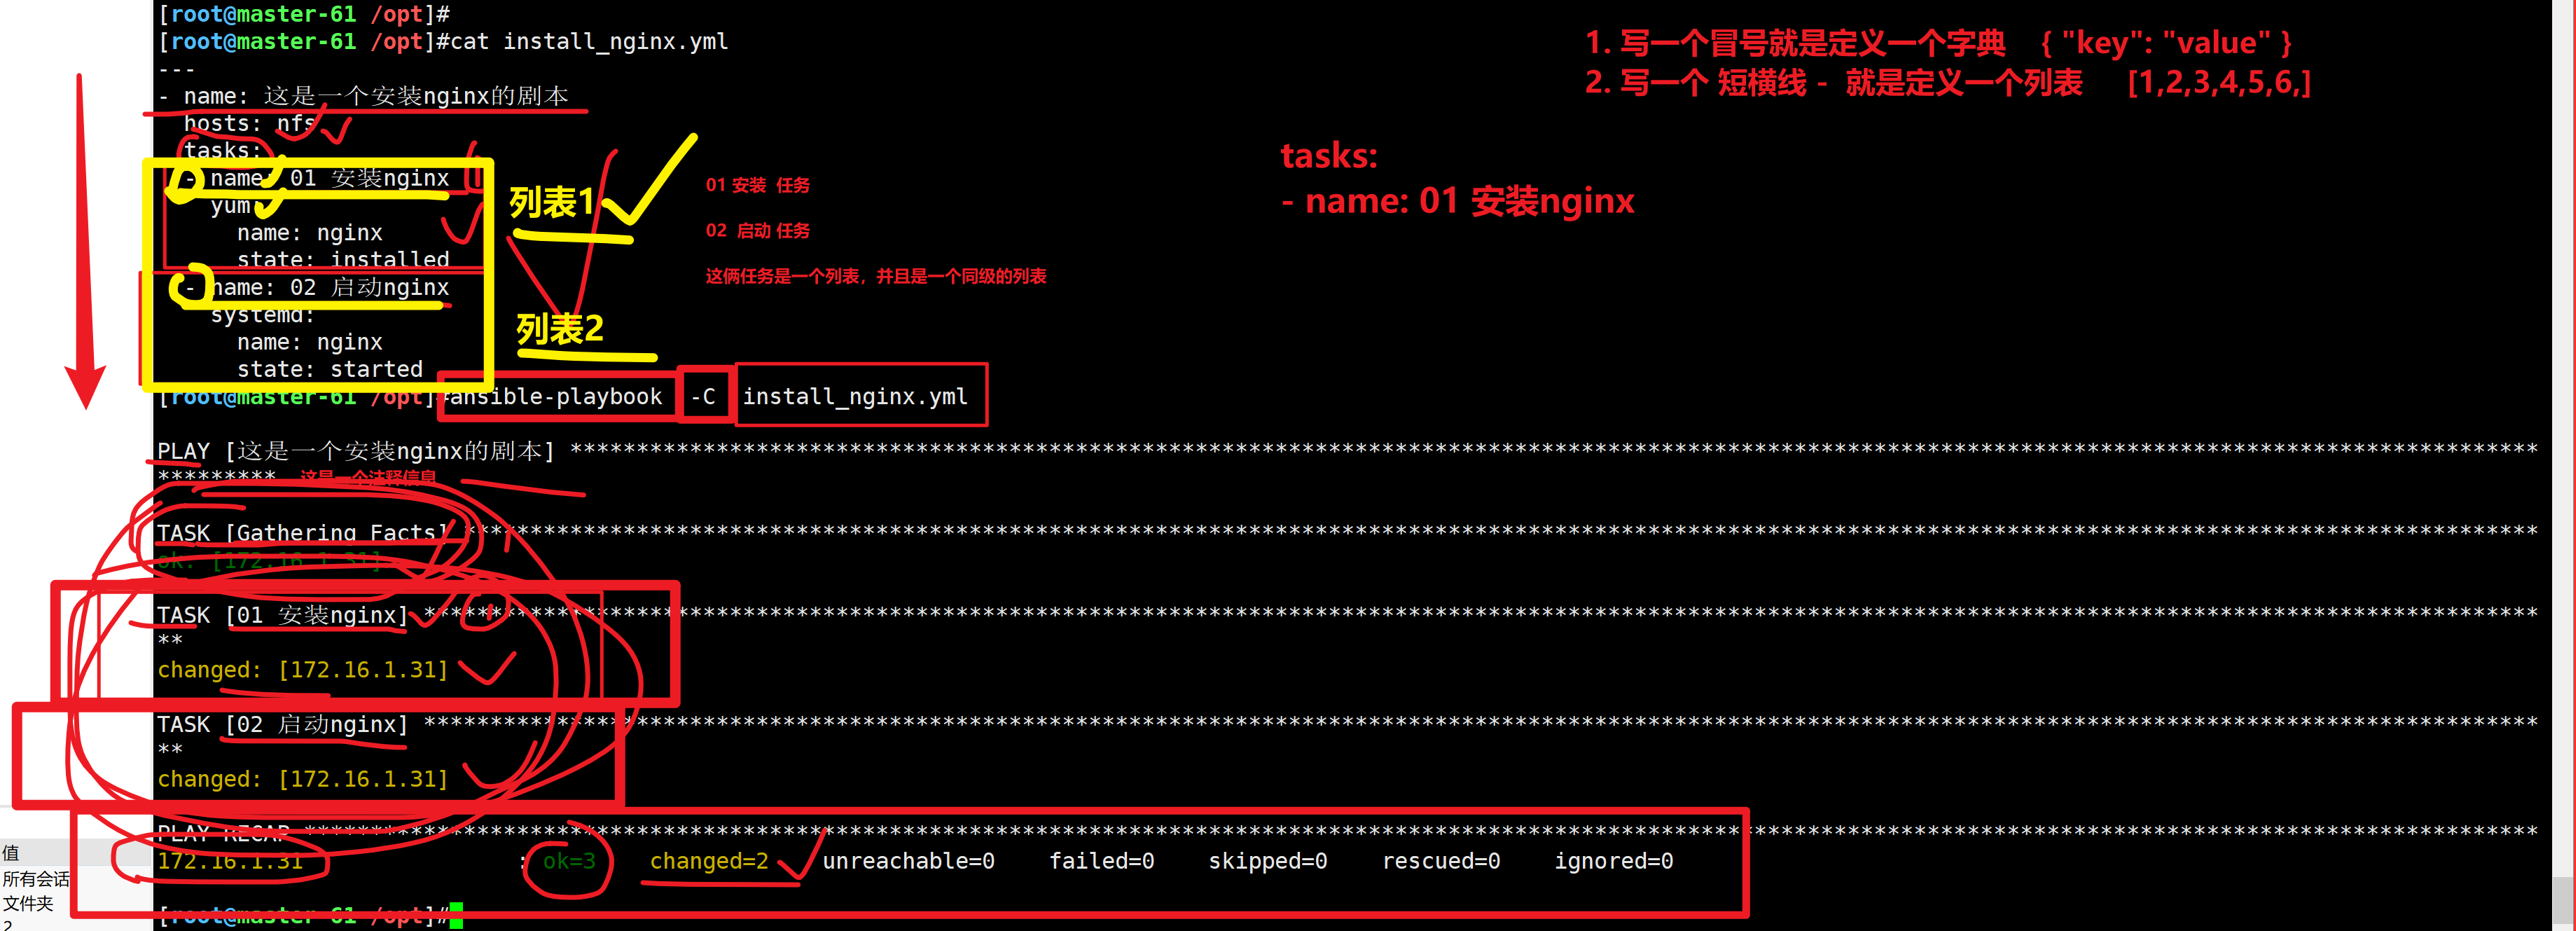 [root@master-61 /opt]#
[root@master-61 /opt]#cat install_nginx.yml
---
- name: 这是一个安装nginx的剧本
hosts: nfs
tasks:
- name: 01 安装nginx
yum
name: nginx
state: installed
- name: 02 启动nginx
systemd:
name: nginx
state: started
[root@master-61 /opt]#ansible-playbook -C install_nginx.yml
1. 写一个冒号就是定义一个字典 { "key": "value" }
2. 写一个 短横线 - 就是定义一个列表 [1,2,3,4,5,6,]
tasks:
- name: 01 安装nginx
列表1
01 安装 任务
02 启动 任务
这俩任务是一个列表，并且是一个同级的列表
列表2
PLAY [这是一个安装nginx的剧本] ****************************************************************************************************************************************************
********* 这是一个注释信息
TASK [Gathering Facts] ************************************************************************************************************************************************************
ok: [172.16.1.31]
TASK [01 安装nginx] ***************************************************************************************************************************************************************
**
changed: [172.16.1.31]
TASK [02 启动nginx] ***************************************************************************************************************************************************************
**
changed: [172.16.1.31]
PLAY RECAP ************************************************************************************************************************************************************************
172.16.1.31 : ok=3 changed=2 unreachable=0 failed=0 skipped=0 rescued=0 ignored=0
[root@master-61 /opt]#
值
所有会话
文件夹
2